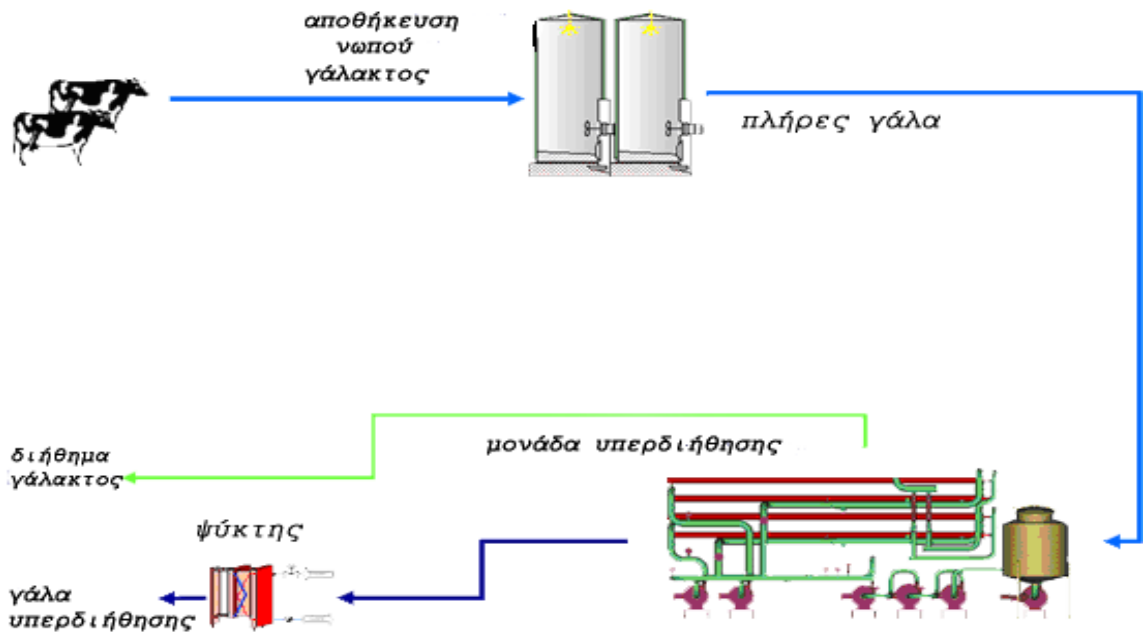 αποθήκευση
νωπού
γάλακτος
πλήρες γάλα
μονάδα υπερδιήθησης
διήθημα
γάλακτος
ψύκτης
γάλα
υπερδιήθησης